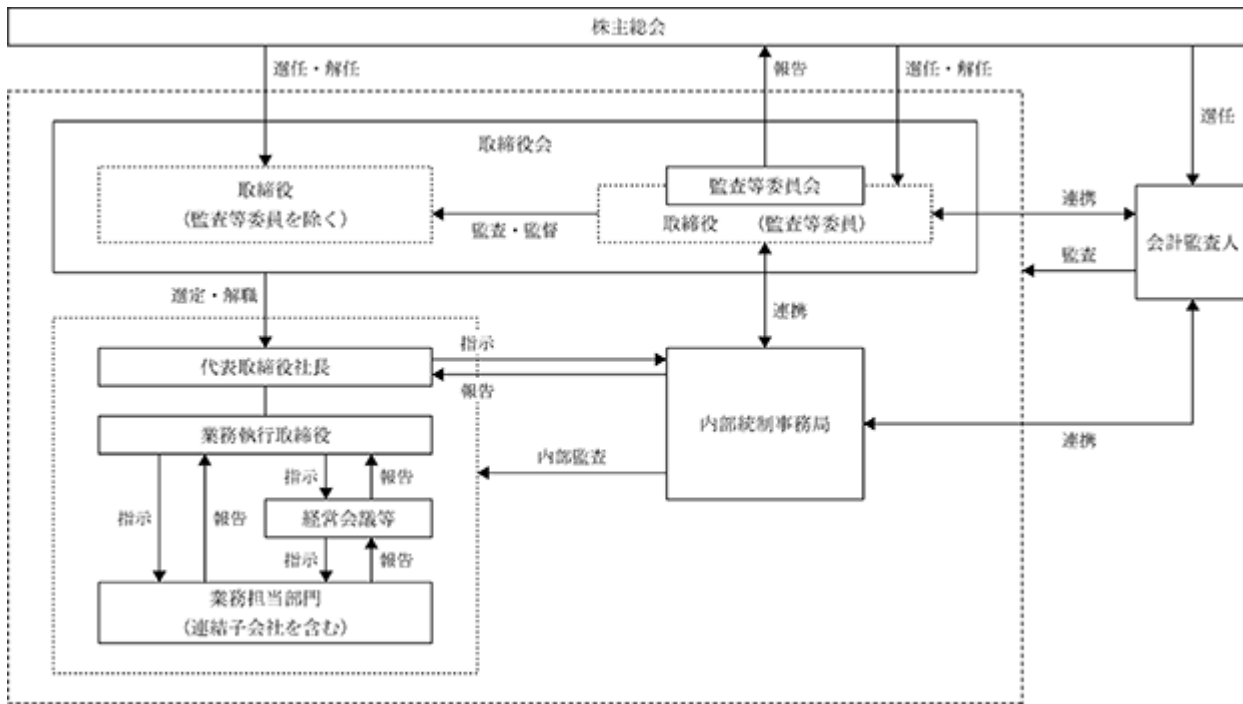 株主総会
選任・解任
報告
選任・解任
選任
取締役会
取締役
（監査等委員を除く）
監査・監督
監査等委員会
取締役　（監査等委員）
連携
会計監査人
監査
選定・解職
連携
代表取締役社長
指示
報告
業務執行取締役
内部統制事務局
連携
内部監査
指示
報告
指示
報告
経営会議等
指示
報告
業務担当部門
（連結子会社を含む）